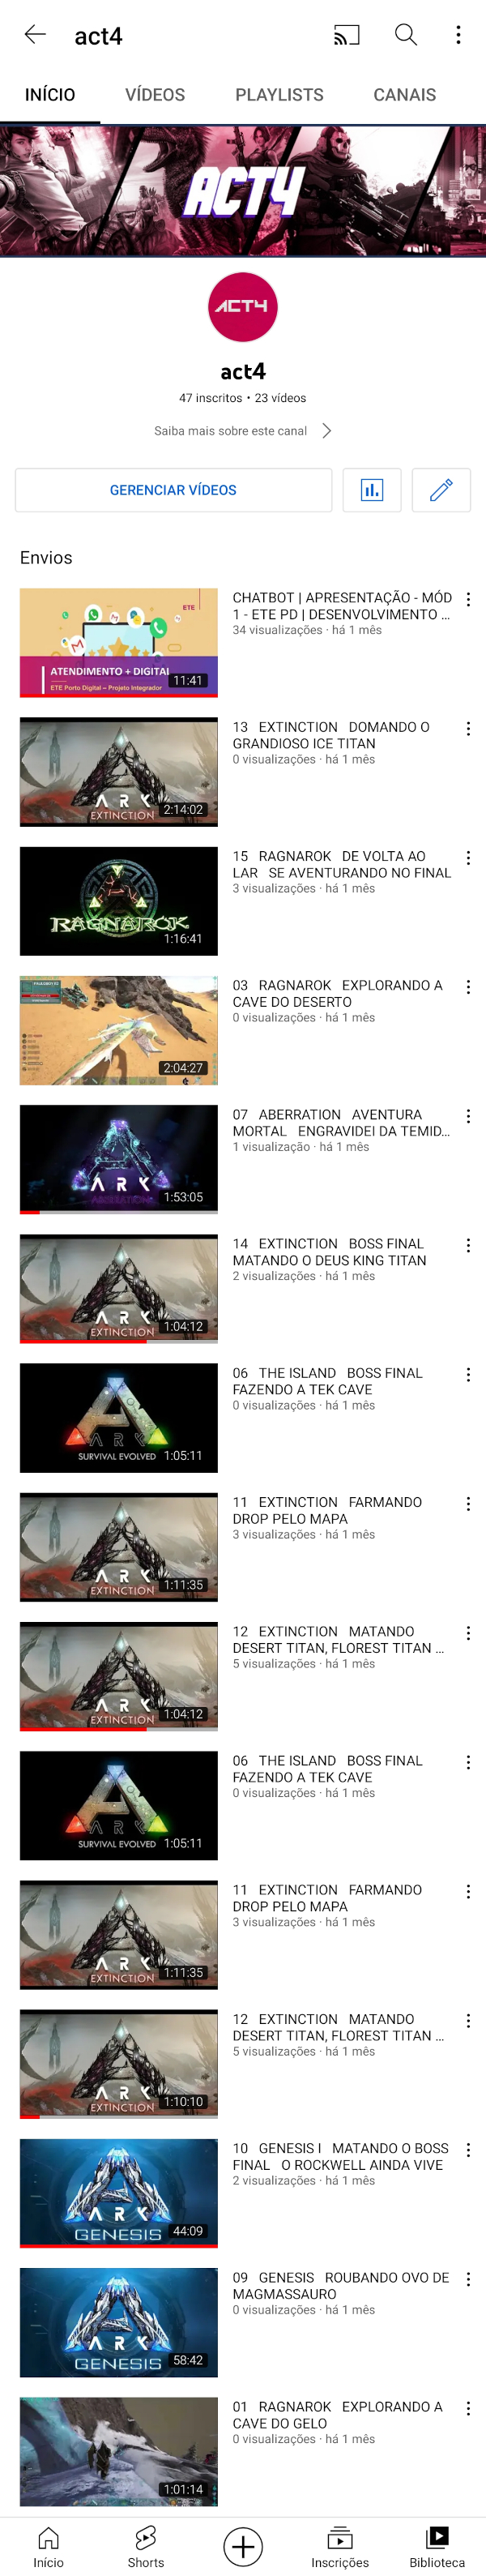 act4
INÍCIO VÍDEOS PLAYLISTS CANAIS
ACT4
ACT4
act4
47 inscritos • 23 vídeos
Saiba mais sobre este canal
GERENCIAR VÍDEOS
Envios
ETE
ATENDIMENTO + DIGITAL
ETE Porto Digital – Projeto Integrador
11:41
CHATBOT | APRESENTAÇÃO - MÓD
1 - ETE PD | DESENVOLVIMENTO ...
34 visualizações · há 1 mês
ARK
EXTINCTION
2:14:02
13 EXTINCTION DOMANDO O
GRANDIOSO ICE TITAN
0 visualizações · há 1 mês
RAGNAROK
1:16:41
15 RAGNAROK DE VOLTA AO
LAR SE AVENTURANDO NO FINAL
3 visualizações · há 1 mês
2:04:27
03 RAGNAROK EXPLORANDO A
CAVE DO DESERTO
0 visualizações · há 1 mês
ARK
ABERRATION
1:53:05
07 ABERRATION AVENTURA
MORTAL ENGRAVIDEI DA TEMID...
1 visualização · há 1 mês
ARK
EXTINCTION
1:04:12
14 EXTINCTION BOSS FINAL
MATANDO O DEUS KING TITAN
2 visualizações · há 1 mês
ARK
SURVIVAL EVOLVED
1:05:11
06 THE ISLAND BOSS FINAL
FAZENDO A TEK CAVE
0 visualizações · há 1 mês
ARK
EXTINCTION
1:11:35
11 EXTINCTION FARMANDO
DROP PELO MAPA
3 visualizações · há 1 mês
ARK
EXTINCTION
1:04:12
12 EXTINCTION MATANDO
DESERT TITAN, FLOREST TITAN ...
5 visualizações · há 1 mês
ARK
SURVIVAL EVOLVED
1:05:11
06 THE ISLAND BOSS FINAL
FAZENDO A TEK CAVE
0 visualizações · há 1 mês
ARK
EXTINCTION
1:11:35
11 EXTINCTION FARMANDO
DROP PELO MAPA
3 visualizações · há 1 mês
ARK
EXTINCTION
1:10:10
12 EXTINCTION MATANDO
DESERT TITAN, FLOREST TITAN ...
5 visualizações · há 1 mês
ARK
GENESIS
44:09
10 GENESIS I MATANDO O BOSS
FINAL O ROCKWELL AINDA VIVE
2 visualizações · há 1 mês
ARK
GENESIS
58:42
09 GENESIS ROUBANDO OVO DE
MAGMASSAURO
0 visualizações · há 1 mês
1:01:14
01 RAGNAROK EXPLORANDO A
CAVE DO GELO
0 visualizações · há 1 mês
Início Shorts Inscrições Biblioteca